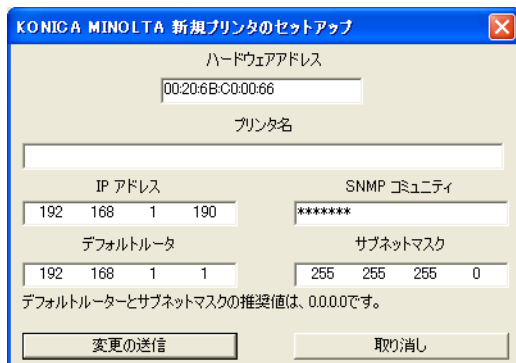 KONICA MINOLTA 新規プリンタのセットアップ
ハードウェアアドレス
00:20:6B:C0:00:66
プリンタ名
IP アドレス
SNMP コミュニティ
192 168 1 190
*******
デフォルトルータ
サブネットマスク
192 168 1 1
255 255 255 0
デフォルトルーターとサブネットマスクの推奨値は、0.0.0.0です。
変更の送信
取り消し